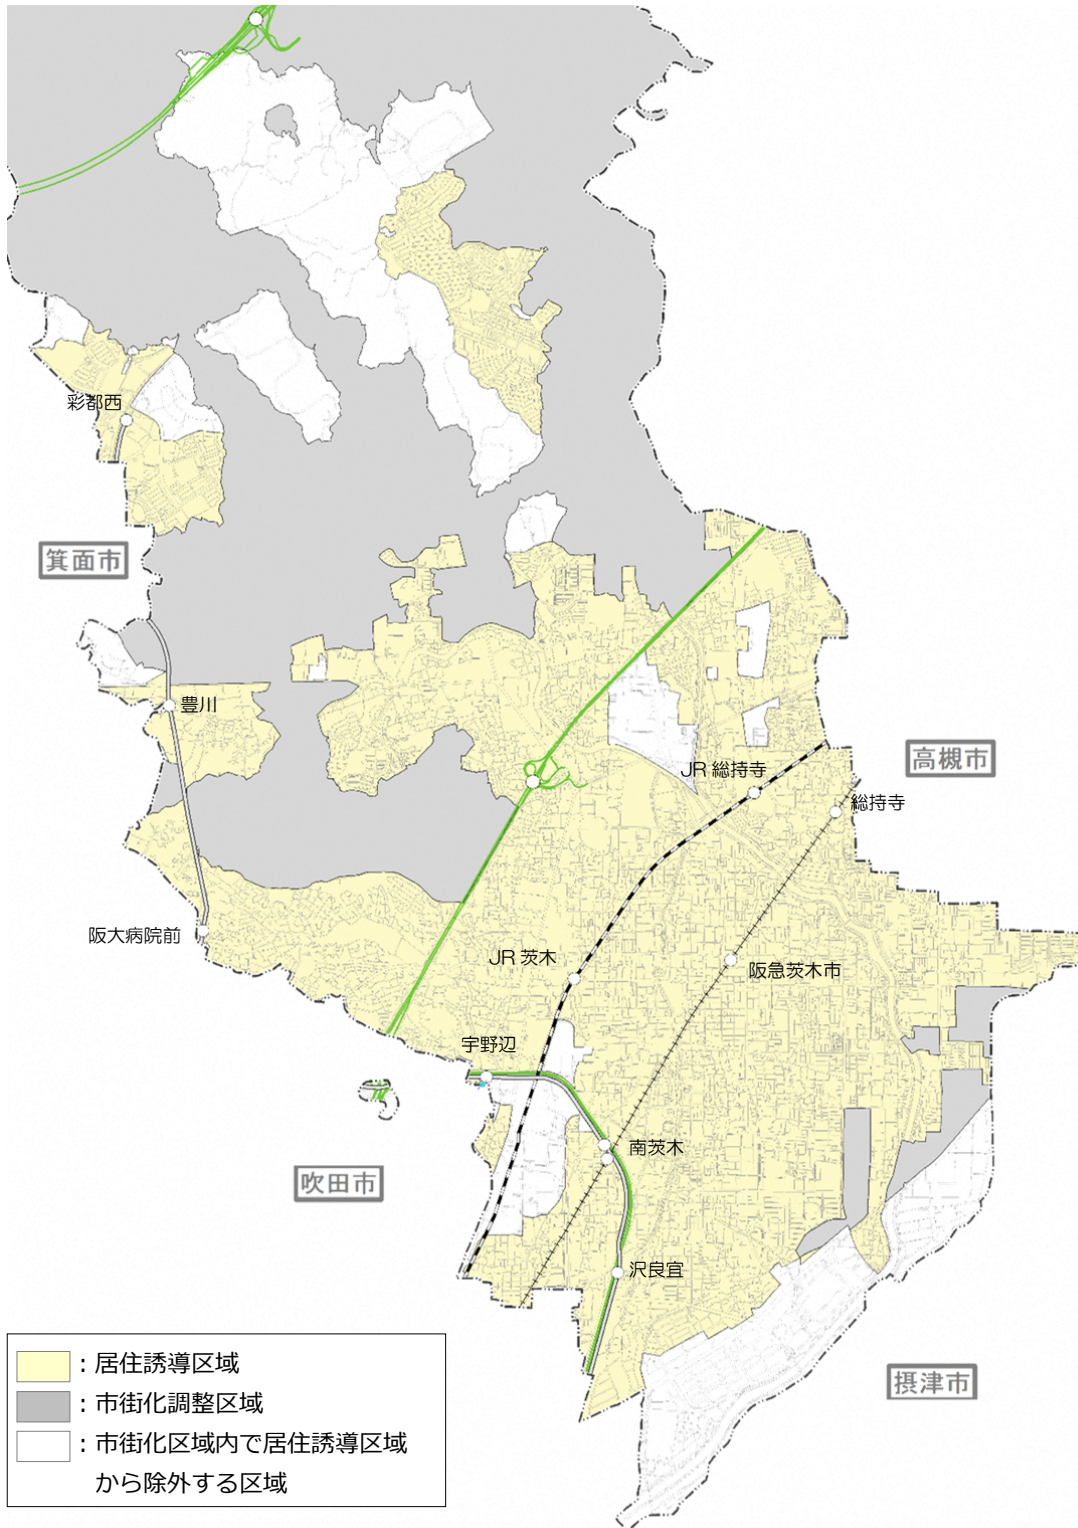 彩都西
箕面市
豊川
高槻市
JR 総持寺
総持寺
阪大病院前
JR 茨木
阪急茨木市
宇野辺
南茨木
吹田市
沢良宜
摂津市
：居住誘導区域
：市街化調整区域
：市街化区域内で居住誘導区域
から除外する区域